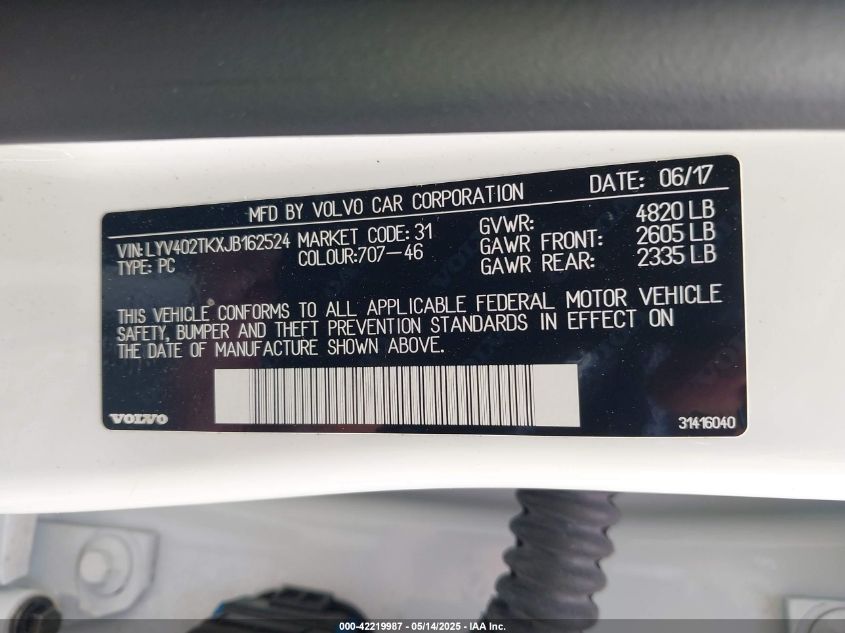 MFD BY VOLVO CAR CORPORATION DATE: 06/17
VIN: LYV402TKXJB162524 MARKET CODE: 31 GVWR: 4820 LB
TYPE: PC COLOUR: 707-46 GAWR FRONT: 2605 LB
GAWR REAR: 2335 LB
THIS VEHICLE CONFORMS TO ALL APPLICABLE FEDERAL MOTOR VEHICLE
SAFETY, BUMPER AND THEFT PREVENTION STANDARDS IN EFFECT ON
THE DATE OF MANUFACTURE SHOWN ABOVE.
VOLVO 31416040
000-42219987 - 05/14/2025 - IAA Inc.